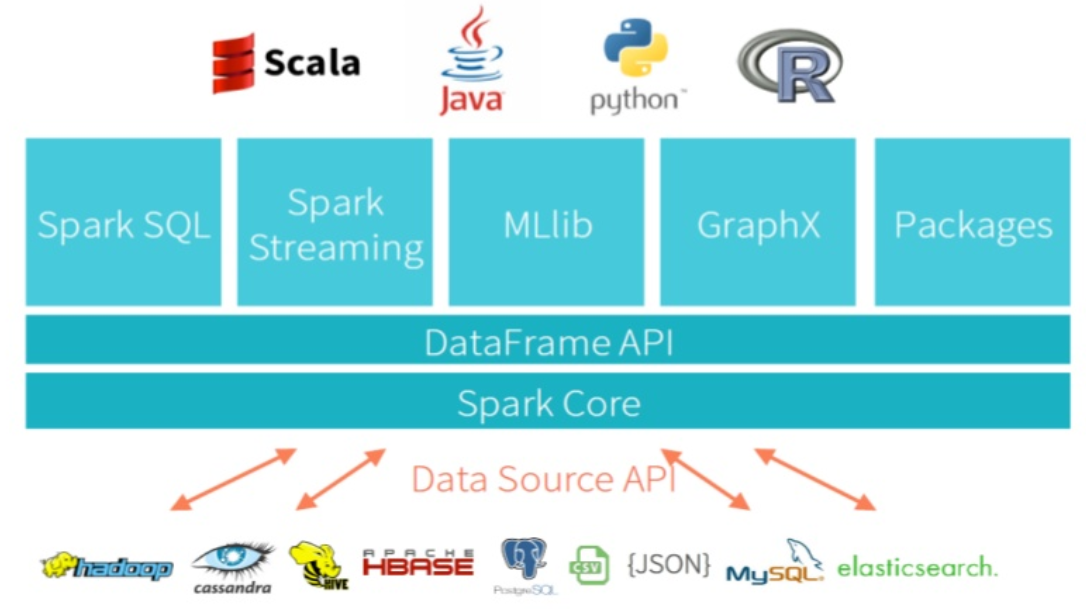 Scala
Java
python™
R
Spark SQL
Spark
Streaming
MLlib
GraphX
Packages
DataFrame API
Spark Core
Data Source API
hadoop
cassandra
HIVE
APACHE
HBASE
PostgreSQL
CSV
{JSON}
MySQL
elasticsearch.